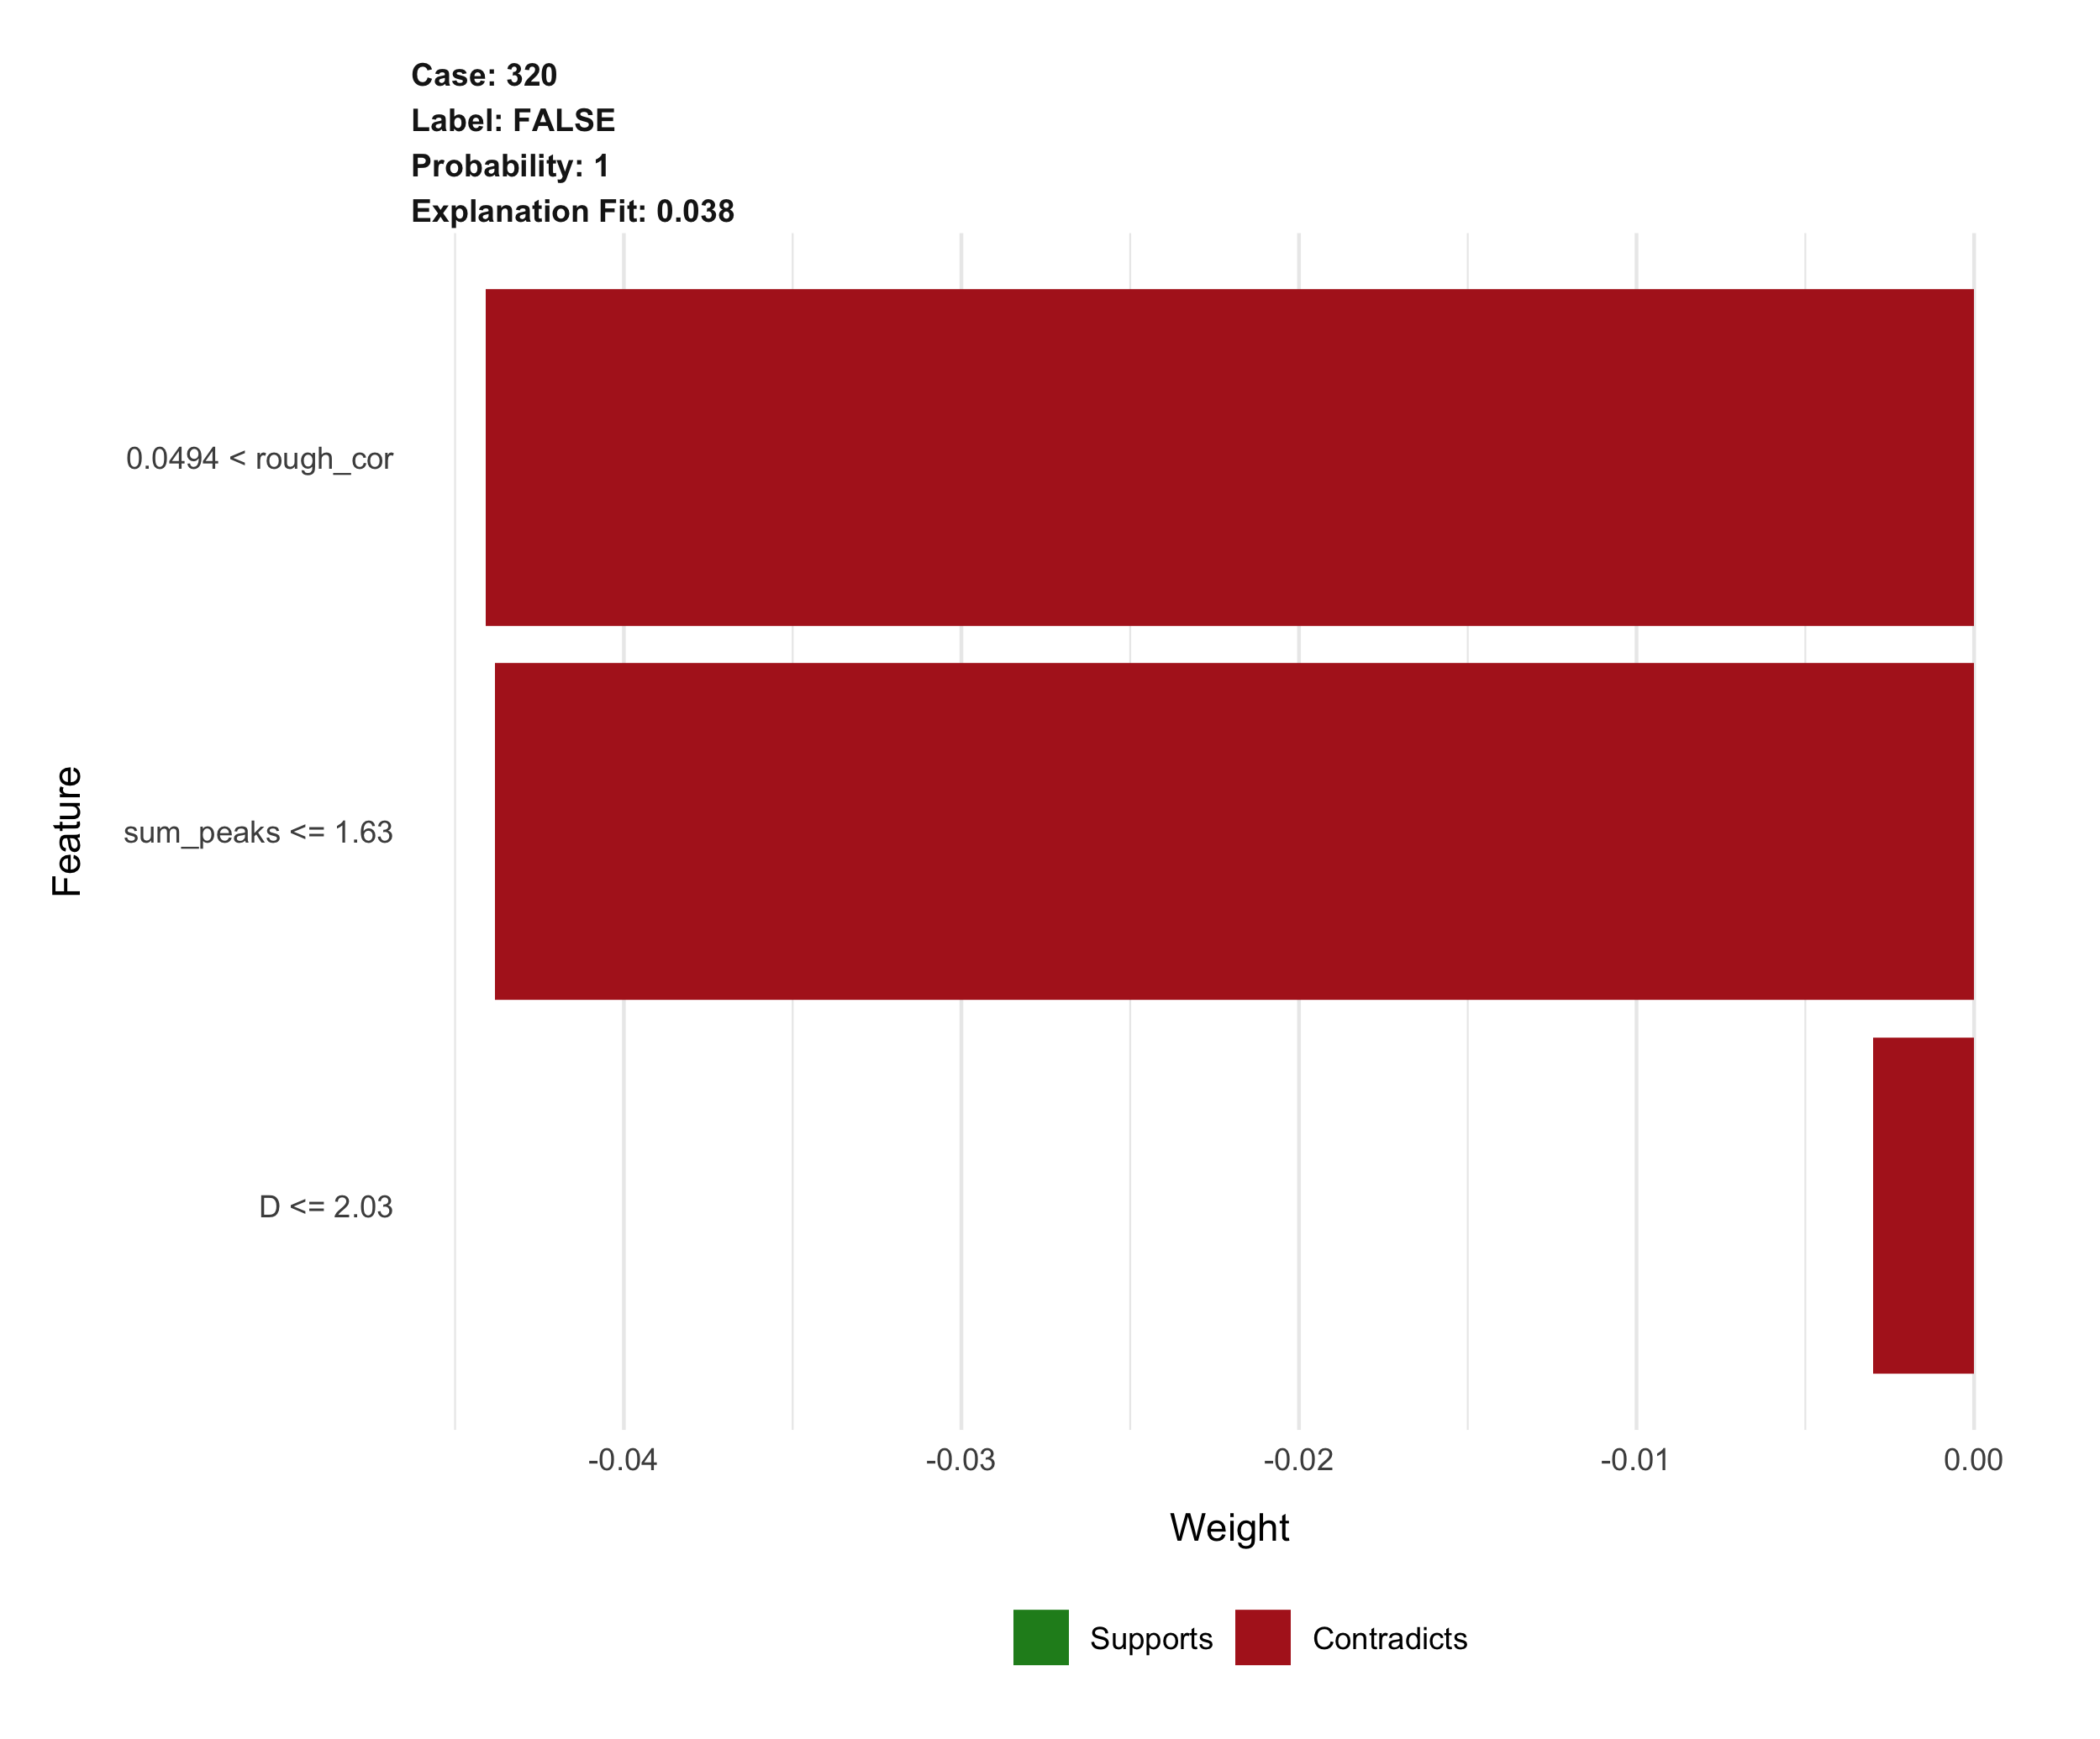 Case: 320
Label: FALSE
Probability: 1
Explanation Fit: 0.038
0.0494 < rough_cor
sum_peaks <= 1.63
D <= 2.03
Feature
-0.04 -0.03 -0.02 -0.01 0.00
Weight
Supports Contradicts